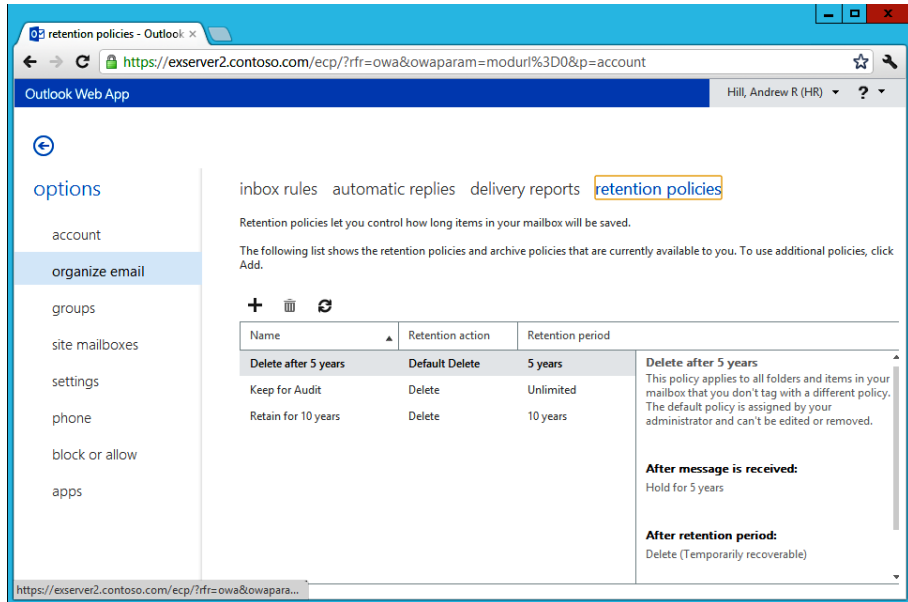 retention policies - Outlook
https://exserver2.contoso.com/ecp/?rfr=owa&owaparam=modurl%3D0&p=account
Outlook Web App
Hill, Andrew R (HR)
?
options
account
organize email
groups
site mailboxes
settings
phone
block or allow
apps
inbox rules automatic replies delivery reports retention policies
Retention policies let you control how long items in your mailbox will be saved.
The following list shows the retention policies and archive policies that are currently available to you. To use additional policies, click
Add.
Name Retention action Retention period
Delete after 5 years Default Delete 5 years
Keep for Audit Delete Unlimited
Retain for 10 years Delete 10 years
Delete after 5 years
This policy applies to all folders and items in your
mailbox that you don't tag with a different policy.
The default policy is assigned by your
administrator and can't be edited or removed.
After message is received:
Hold for 5 years
After retention period:
Delete (Temporarily recoverable)
https://exserver2.contoso.com/ecp/?rfr=owa&owapara...